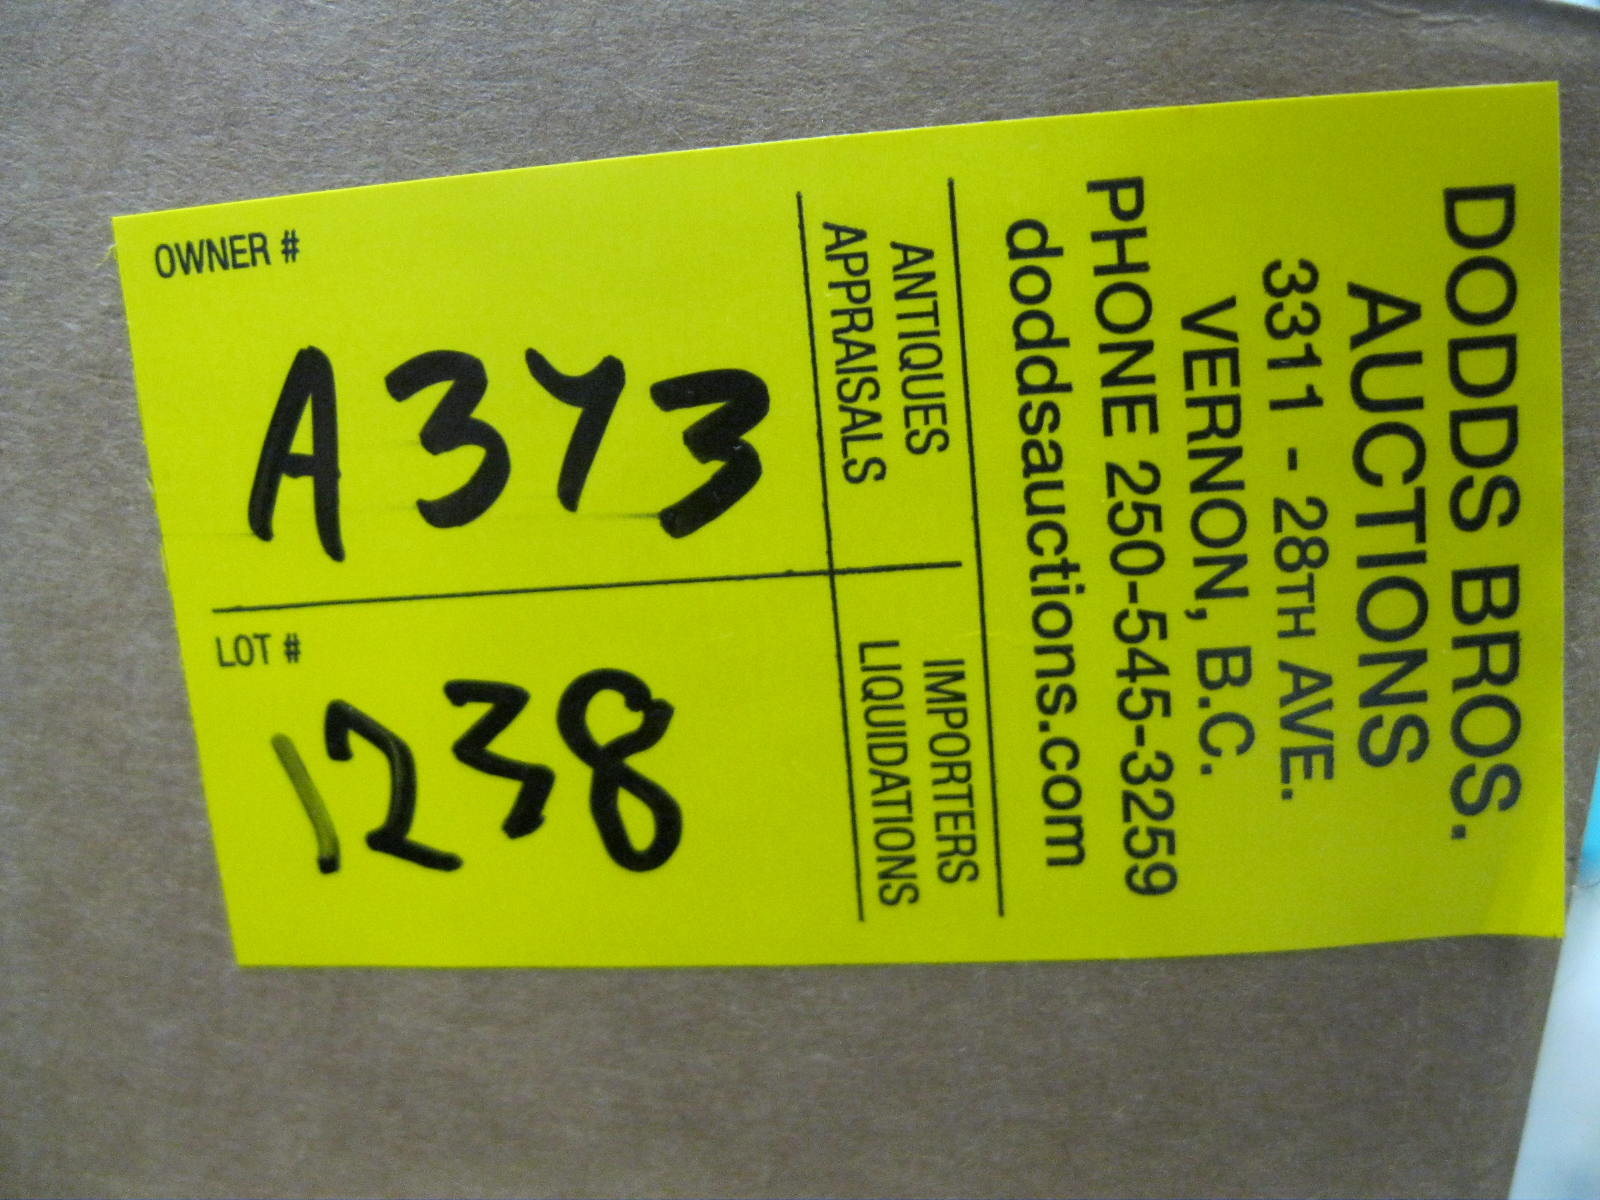 DODDS BROS.
AUCTIONS
3311 - 28TH AVE.
VERNON, B.C.
PHONE 250-545-3259
doddsauctions.com
ANTIQUES
APPRAISALS
IMPORTERS
LIQUIDATIONS
OWNER #
A3Y3
LOT #
1238